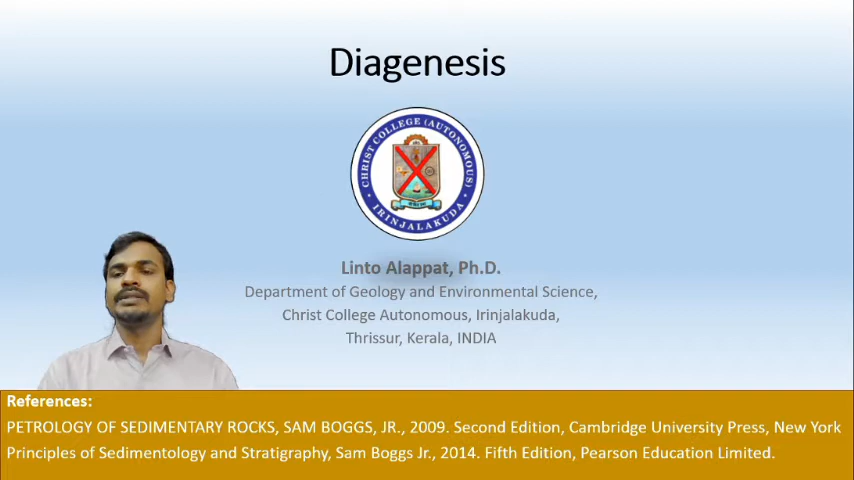 Diagenesis
CHRIST COLLEGE (AUTONOMOUS)
IRINJALAKUDA
Linto Alappat, Ph.D.
Department of Geology and Environmental Science,
Christ College Autonomous, Irinjalakuda,
Thrissur, Kerala, INDIA
References:
PETROLOGY OF SEDIMENTARY ROCKS, SAM BOGGS, JR., 2009. Second Edition, Cambridge University Press, New York
Principles of Sedimentology and Stratigraphy, Sam Boggs Jr., 2014. Fifth Edition, Pearson Education Limited.